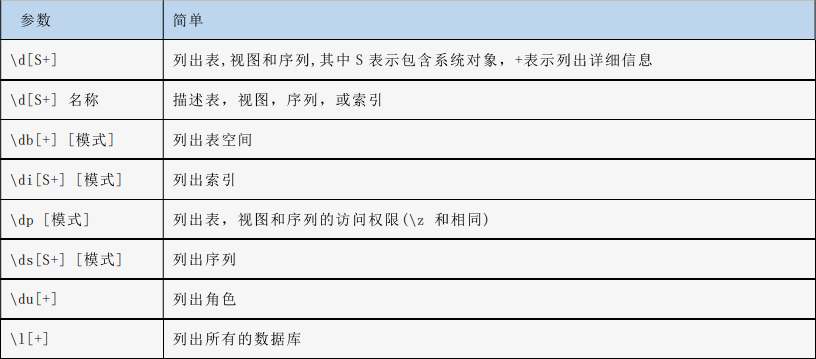 参数 简单
\d[S+] 列出表,视图和序列,其中 S 表示包含系统对象，+表示列出详细信息
\d[S+] 名称 描述表，视图，序列，或索引
\db[+] [模式] 列出表空间
\di[S+] [模式] 列出索引
\dp [模式] 列出表，视图和序列的访问权限(\z 和相同)
\ds[S+] [模式] 列出序列
\du[+] 列出角色
\l[+] 列出所有的数据库